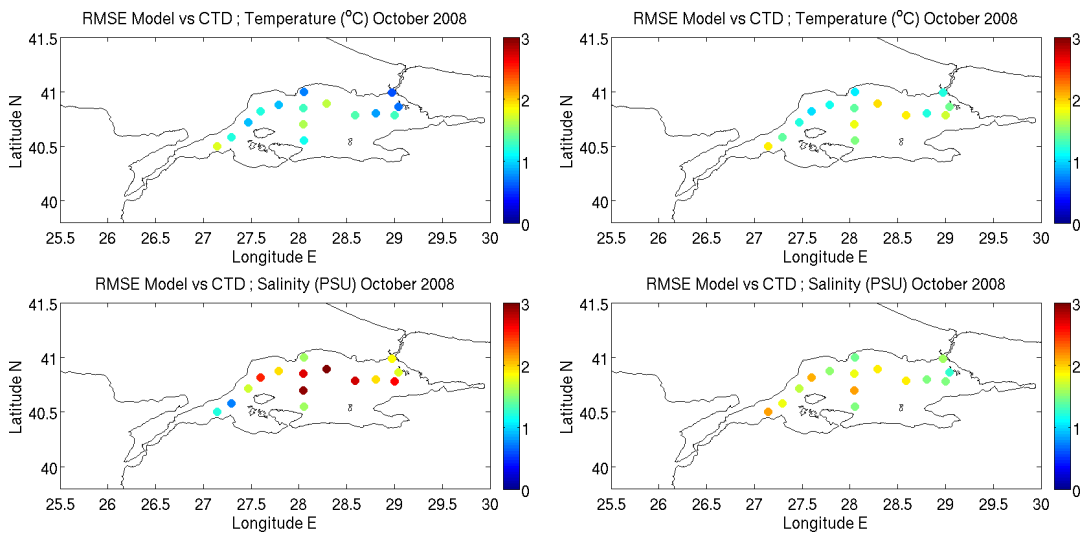 RMSE Model vs CTD ; Temperature (°C) October 2008
41.5
41
40.5
40
Latitude N
25.5 26 26.5 27 27.5 28 28.5 29 29.5 30
Longitude E
3
2
1
0
RMSE Model vs CTD ; Temperature (°C) October 2008
41.5
41
40.5
40
Latitude N
25.5 26 26.5 27 27.5 28 28.5 29 29.5 30
Longitude E
3
2
1
0
RMSE Model vs CTD ; Salinity (PSU) October 2008
41.5
41
40.5
40
Latitude N
25.5 26 26.5 27 27.5 28 28.5 29 29.5 30
Longitude E
3
2
1
0
RMSE Model vs CTD ; Salinity (PSU) October 2008
41.5
41
40.5
40
Latitude N
25.5 26 26.5 27 27.5 28 28.5 29 29.5 30
Longitude E
3
2
1
0